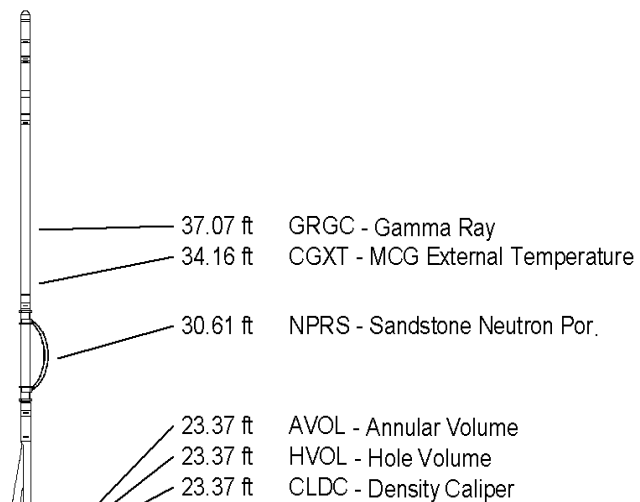 37.07 ft GRGC - Gamma Ray
34.16 ft CGXT - MCG External Temperature
30.61 ft NPRS - Sandstone Neutron Por.
23.37 ft AVOL - Annular Volume
23.37 ft HVOL - Hole Volume
23.37 ft CLDC - Density Caliper